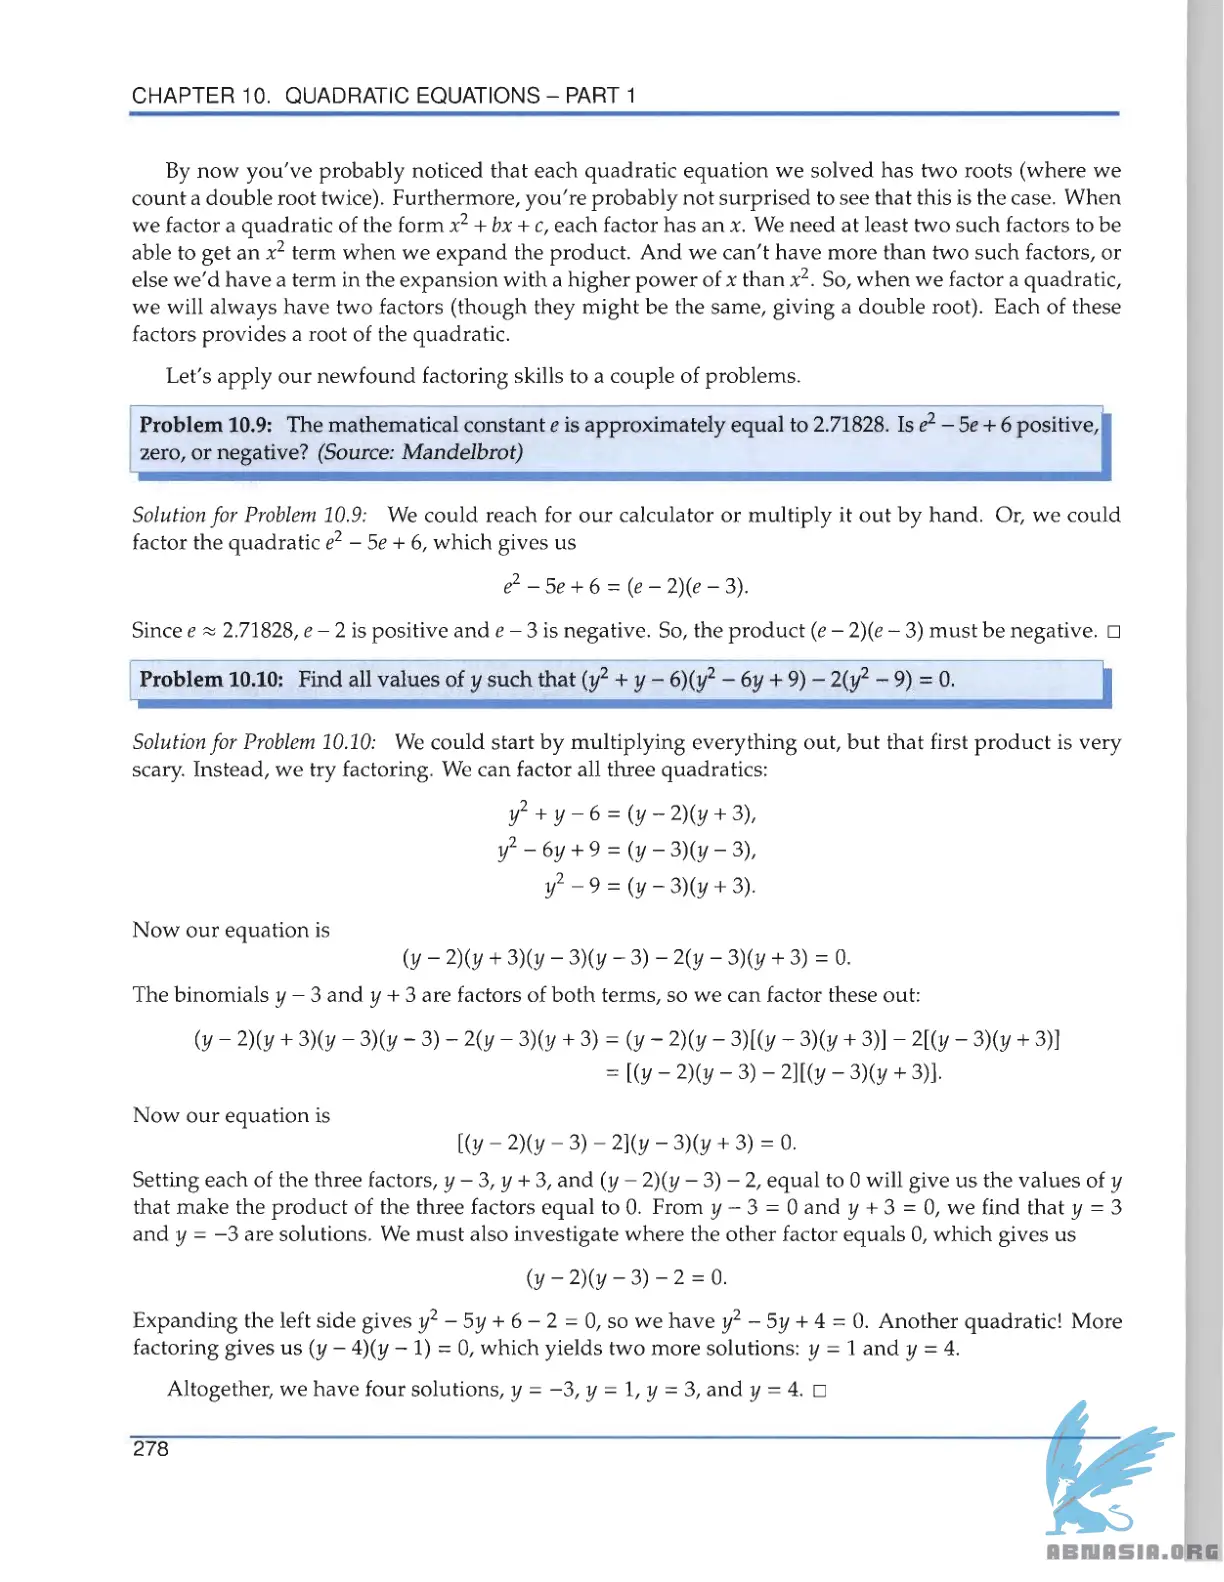 CHAPTER 10. QUADRATIC EQUATIONS – PART 1
By now you've probably noticed that each quadratic equation we solved has two roots (where we
count a double root twice). Furthermore, you're probably not surprised to see that this is the case. When
we factor a quadratic of the form x² + bx + c, each factor has an x. We need at least two such factors to be
able to get an x² term when we expand the product. And we can't have more than two such factors, or
else we'd have a term in the expansion with a higher power of x than x². So, when we factor a quadratic,
we will always have two factors (though they might be the same, giving a double root). Each of these
factors provides a root of the quadratic.
Let's apply our newfound factoring skills to a couple of problems.
Problem 10.9: The mathematical constant e is approximately equal to 2.71828. Is e² − 5e + 6 positive,
zero, or negative? (Source: Mandelbrot)
Solution for Problem 10.9: We could reach for our calculator or multiply it out by hand. Or, we could
factor the quadratic e² − 5e + 6, which gives us
e² − 5e + 6 = (e − 2)(e − 3).
Since e ≈ 2.71828, e − 2 is positive and e − 3 is negative. So, the product (e − 2)(e − 3) must be negative. □
Problem 10.10: Find all values of y such that (y² + y − 6)(y² − 6y + 9) − 2(y² − 9) = 0.
Solution for Problem 10.10: We could start by multiplying everything out, but that first product is very
scary. Instead, we try factoring. We can factor all three quadratics:
y² + y − 6 = (y − 2)(y + 3),
y² − 6y + 9 = (y − 3)(y − 3),
y² − 9 = (y − 3)(y + 3).
Now our equation is
(y − 2)(y + 3)(y − 3)(y − 3) − 2(y − 3)(y + 3) = 0.
The binomials y − 3 and y + 3 are factors of both terms, so we can factor these out:
(y − 2)(y + 3)(y − 3)(y − 3) − 2(y − 3)(y + 3) = (y − 2)(y − 3)[(y − 3)(y + 3)] − 2[(y − 3)(y + 3)]
= [(y − 2)(y − 3) − 2][(y − 3)(y + 3)].
Now our equation is
[(y − 2)(y − 3) − 2](y − 3)(y + 3) = 0.
Setting each of the three factors, y − 3, y + 3, and (y − 2)(y − 3) − 2, equal to 0 will give us the values of y
that make the product of the three factors equal to 0. From y − 3 = 0 and y + 3 = 0, we find that y = 3
and y = −3 are solutions. We must also investigate where the other factor equals 0, which gives us
(y − 2)(y − 3) − 2 = 0.
Expanding the left side gives y² − 5y + 6 − 2 = 0, so we have y² − 5y + 4 = 0. Another quadratic! More
factoring gives us (y − 4)(y − 1) = 0, which yields two more solutions: y = 1 and y = 4.
Altogether, we have four solutions, y = −3, y = 1, y = 3, and y = 4. □
278
ABNASIA.ORG